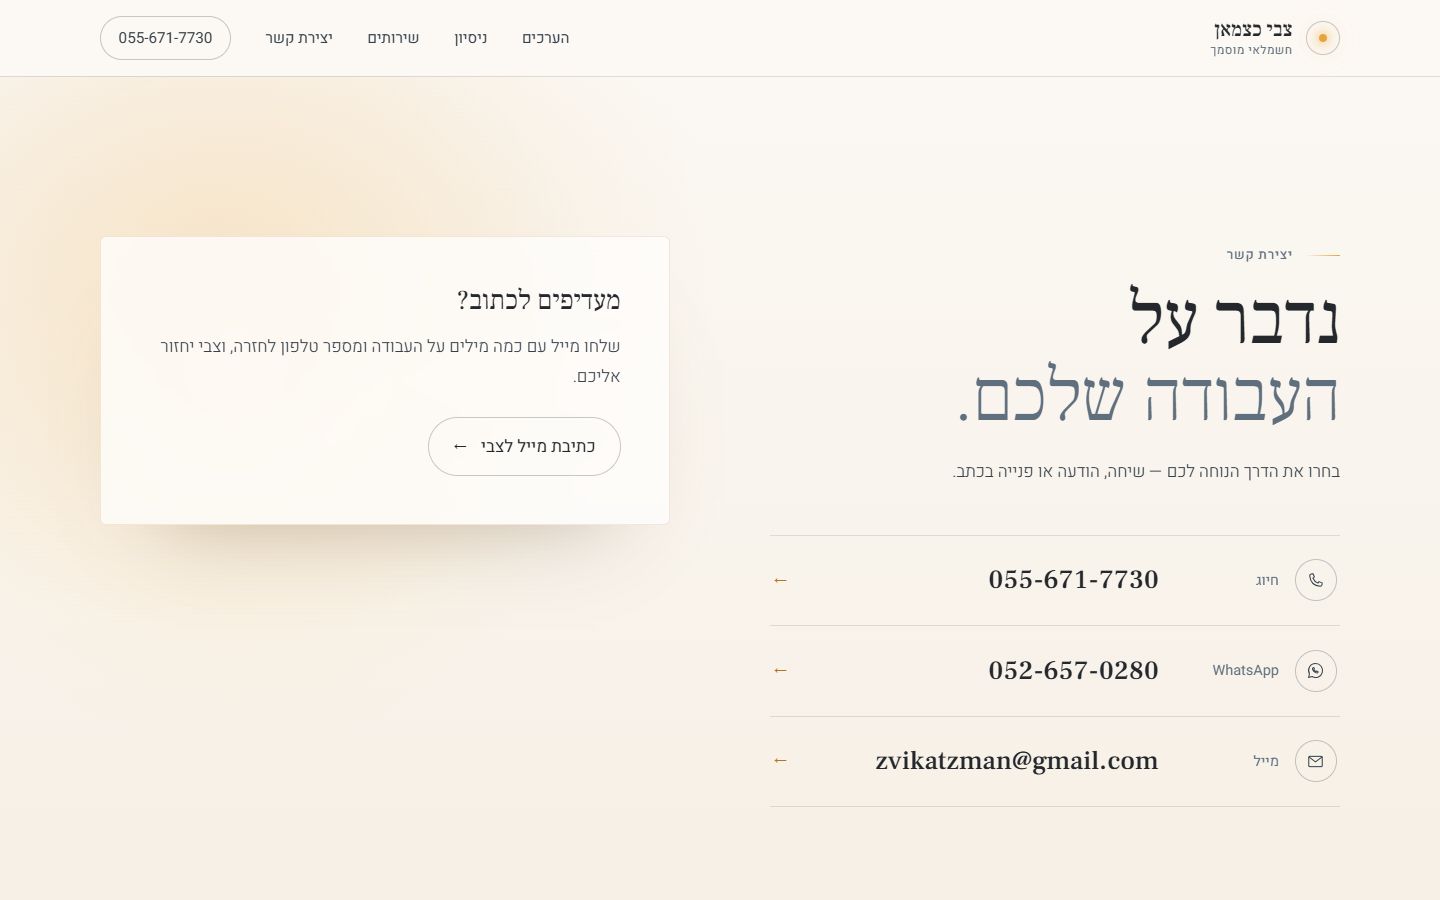 צבי כצמאן
חשמלאי מוסמך
הערכים
ניסיון
שירותים
יצירת קשר
055-671-7730
יצירת קשר
נדבר על
העבודה שלכם.
בחרו את הדרך הנוחה לכם — שיחה, הודעה או פנייה בכתב.
חיוג
055-671-7730
←
WhatsApp
052-657-0280
←
מייל
zvikatzman@gmail.com
←
מעדיפים לכתוב?
שלחו מייל עם כמה מילים על העבודה ומספר טלפון לחזרה, וצבי יחזור
אליכם.
כתיבת מייל לצבי ←